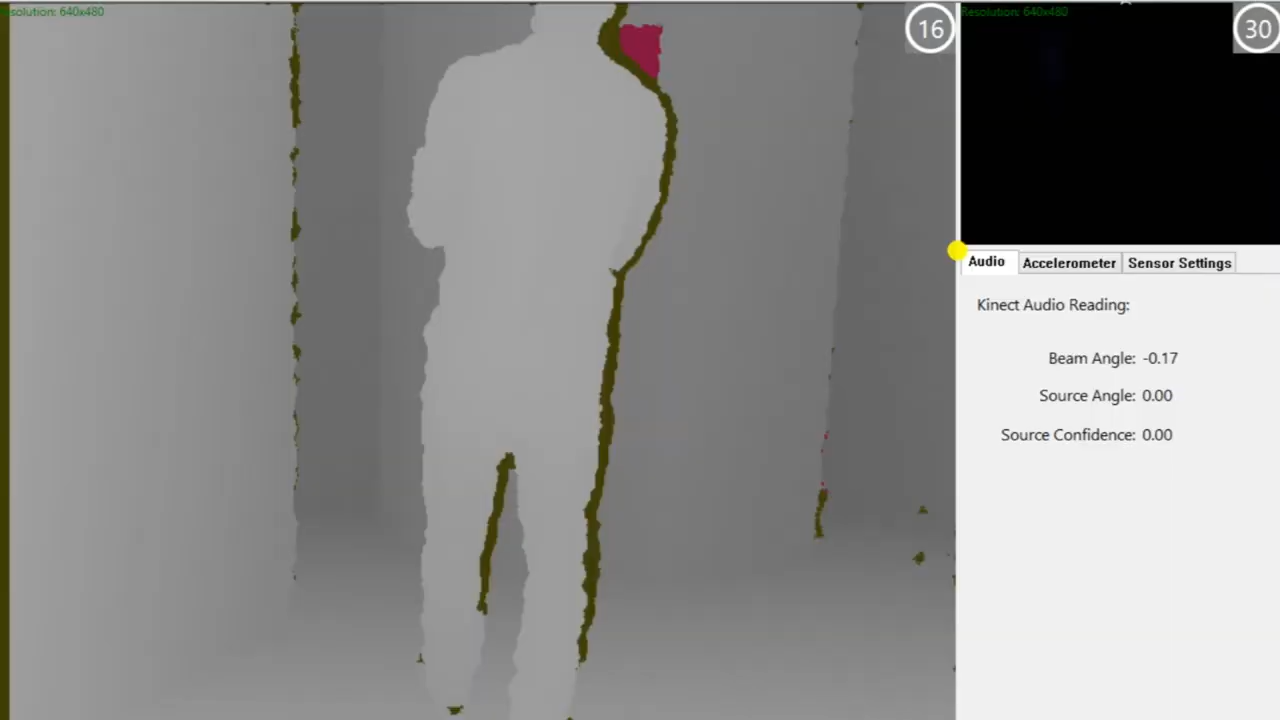 Resolution: 640x480
16
Resolution: 640x480
30
Audio
Accelerometer
Sensor Settings
Kinect Audio Reading:
Beam Angle: -0.17
Source Angle: 0.00
Source Confidence: 0.00